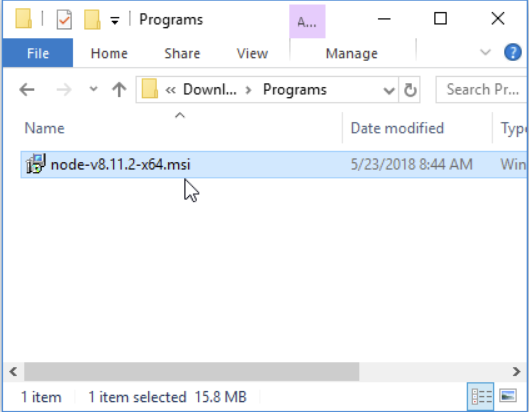 Programs
A...
File Home Share View Manage
« Downl... > Programs
Search Pr...
Name Date modified Type
node-v8.11.2-x64.msi 5/23/2018 8:44 AM Win
1 item 1 item selected 15.8 MB